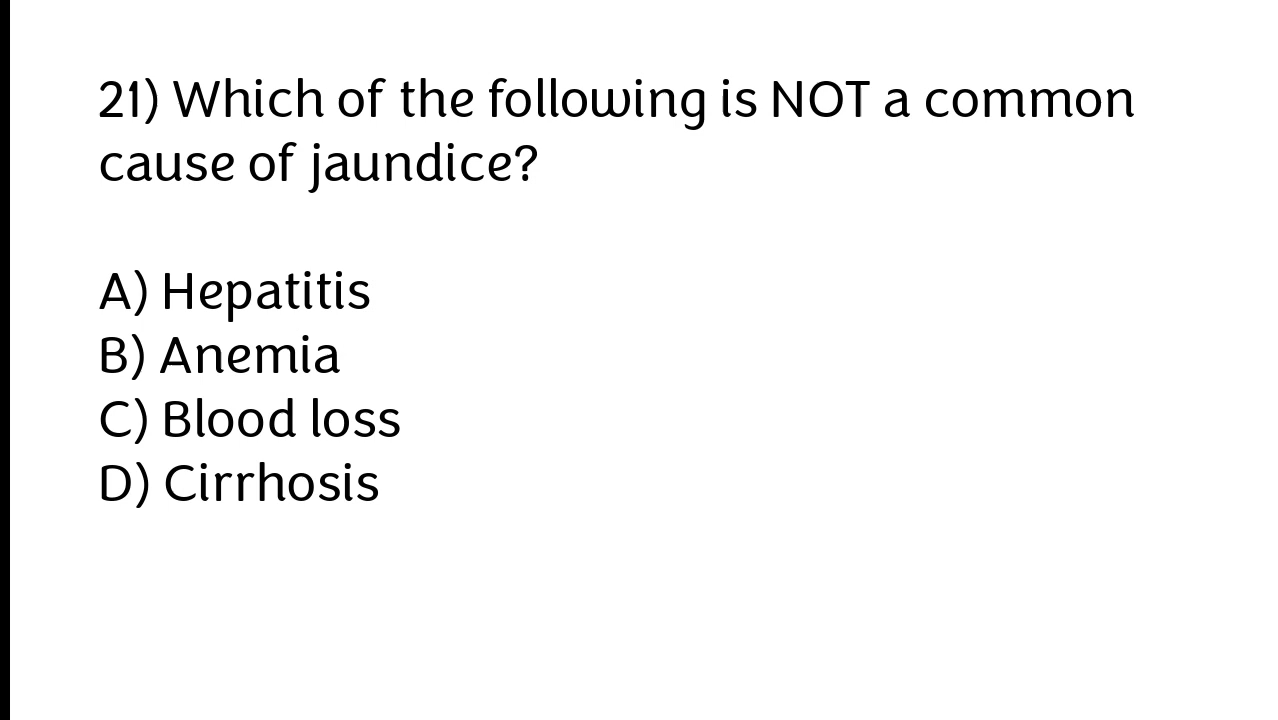 21) Which of the following is NOT a common
cause of jaundice?
A) Hepatitis
B) Anemia
C) Blood loss
D) Cirrhosis